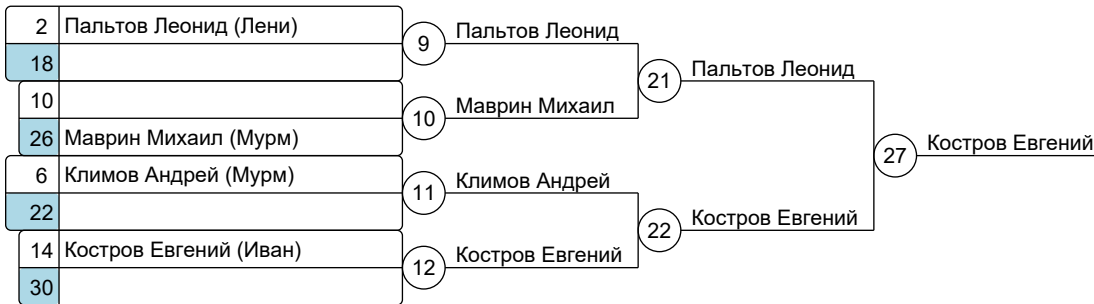 2 Пальтов Леонид (Лени)
18
9 Пальтов Леонид
10
26 Маврин Михаил (Мурм)
10 Маврин Михаил
21 Пальтов Леонид
6 Климов Андрей (Мурм)
22
11 Климов Андрей
14 Костров Евгений (Иван)
30
12 Костров Евгений
22 Костров Евгений
27 Костров Евгений